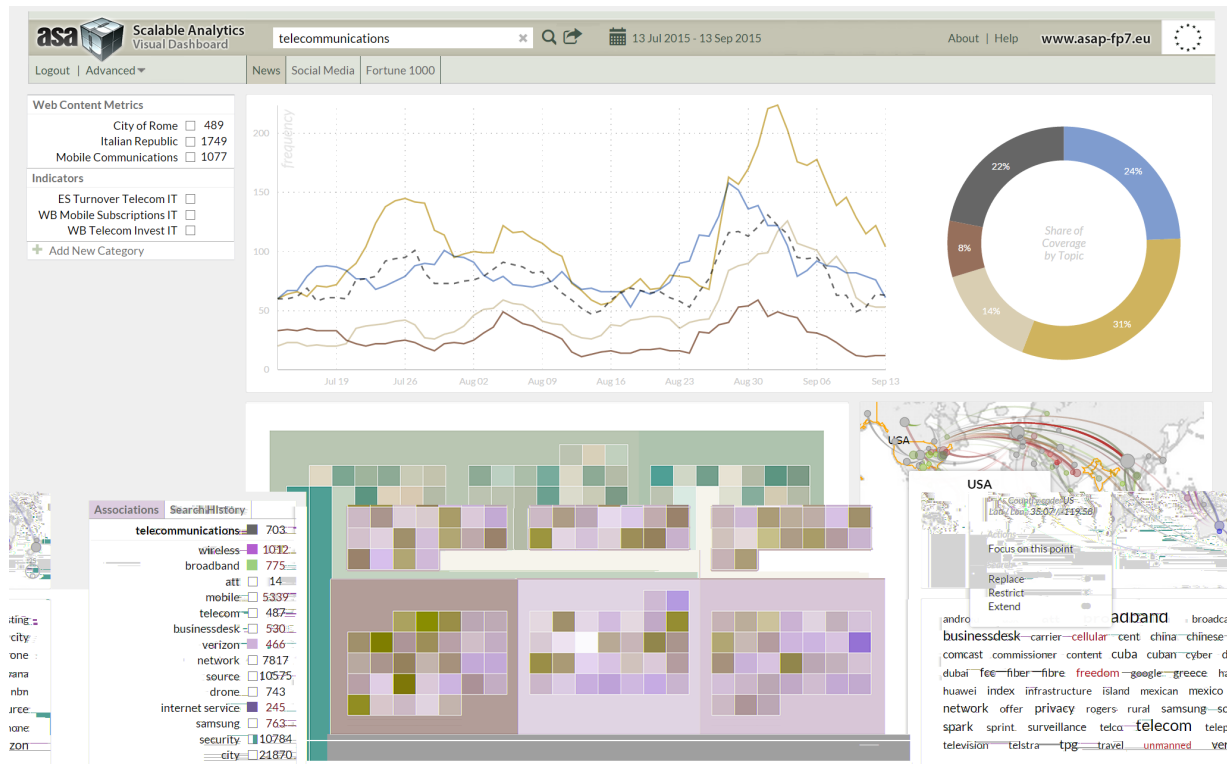 asa
Scalable Analytics
Visual Dashboard
telecommunications
13 Jul 2015 - 13 Sep 2015
About | Help
www.asap-fp7.eu
Logout | Advanced
News
Social Media
Fortune 1000
Web Content Metrics
City of Rome 489
Italian Republic 1749
Mobile Communications 1077
Indicators
ES Turnover Telecom IT
WB Mobile Subscriptions IT
WB Telecom Invest IT
+ Add New Category
frequency
200
150
100
50
0
Jul 19
Jul 26
Aug 02
Aug 09
Aug 16
Aug 23
Aug 30
Sep 06
Sep 13
22%
24%
8%
14%
31%
Share of
Coverage
by Topic
USA
USA
Focus on this point
Replace
Restrict
Extend
Associations
Search History
telecommunications 703
wireless 1012
broadband 775
att 14
mobile 5339
telecom 487
businesdesk 530
verizon 466
network 7817
source 10575
drone 743
internet service 245
samsung 763
security 10784
city 21870
andro adband broadca
businessdesk carrier cellular cent china chinese
comcast commissioner content cuba cuban cyber d
dubai fcc fiber fibre freedom google greece ha
huawei index infrastructure island mexican mexico
network offer privacy rogers rural samsung so
spark sprint surveillance telco telecom telep
television telstra tpg travel unmanned ver